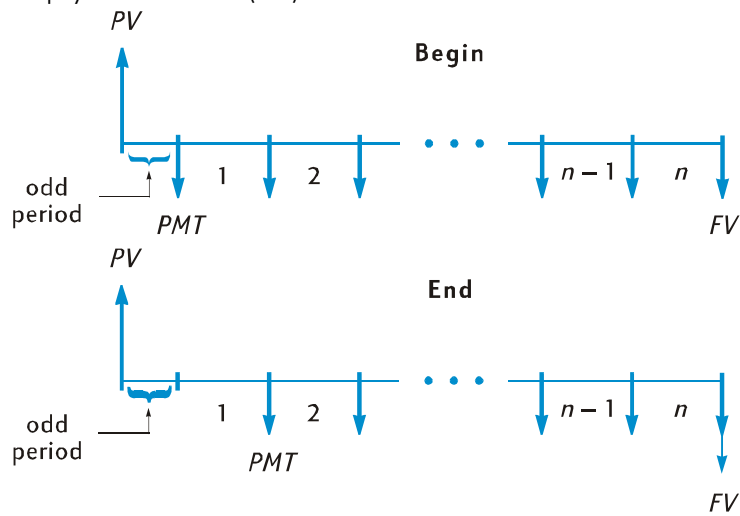 PV
Begin
1
2
n – 1
n
odd
period
PMT
FV
PV
End
1
2
n – 1
n
odd
period
PMT
FV